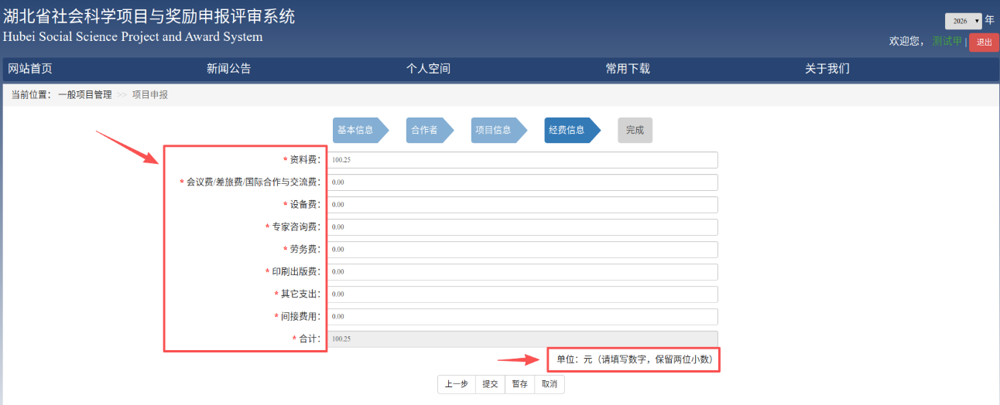 湖北省社会科学项目与奖励申报评审系统
Hubei Social Science Project and Award System
2026 年
欢迎您， 测试甲 | 退出
网站首页 新闻公告 个人空间 常用下载 关于我们
当前位置： 一般项目管理 >> 项目申报
基本信息 合作者 项目信息 经费信息 完成
* 资料费： 100.25
* 会议费/差旅费/国际合作与交流费： 0.00
* 设备费： 0.00
* 专家咨询费： 0.00
* 劳务费： 0.00
* 印刷出版费： 0.00
* 其它支出： 0.00
* 间接费用： 0.00
* 合计： 100.25
单位：元（请填写数字，保留两位小数）
上一步 提交 暂存 取消